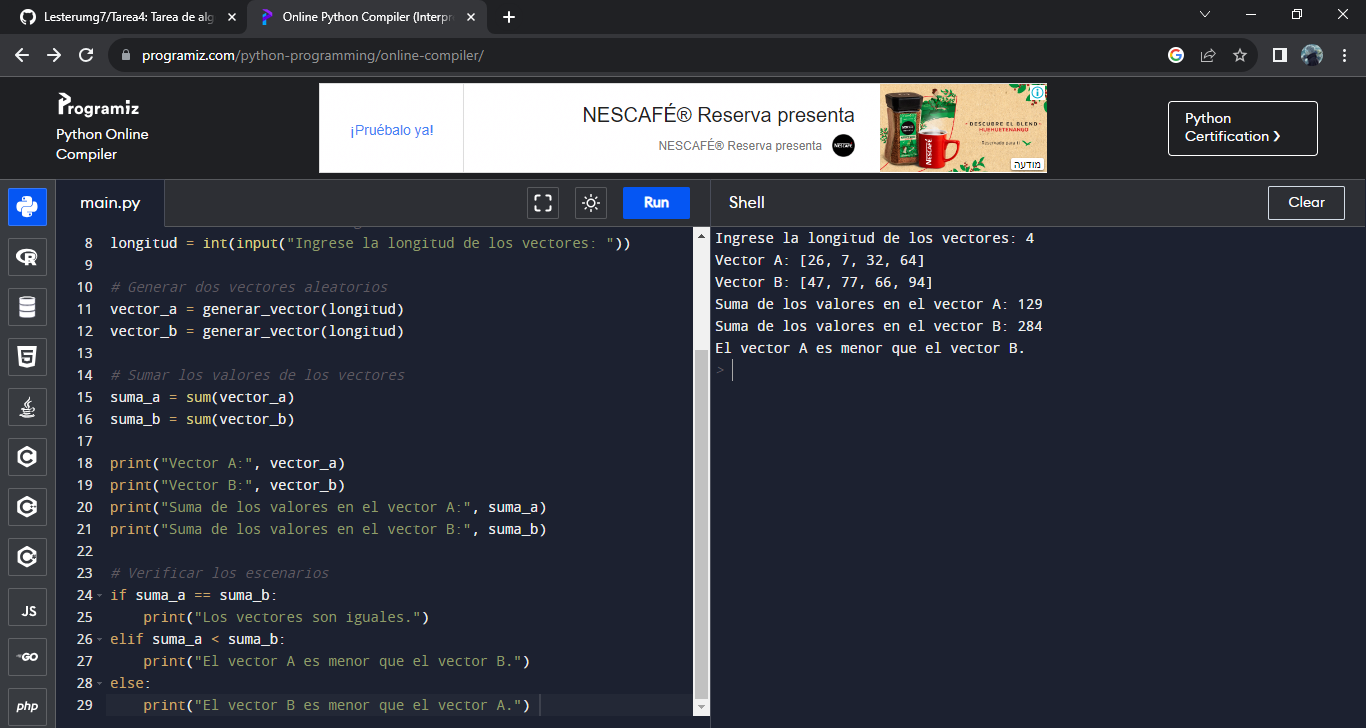 Lesterumg7/Tarea4: Tarea de alg
Online Python Compiler (Interpr
programiz.com/python-programming/online-compiler/
Programiz
Python Online
Compiler
¡Pruébalo ya!
NESCAFÉ® Reserva presenta
NESCAFÉ® Reserva presenta
NESCAFÉ
NESCAFÉ
DESCUBRE EL BLEND
HUEHUETENANGO
Reservado para ti
מודעה
Python
Certification ❯
main.py
Run
Shell
Clear
8 longitud = int(input("Ingrese la longitud de los vectores: "))
9
10 # Generar dos vectores aleatorios
11 vector_a = generar_vector(longitud)
12 vector_b = generar_vector(longitud)
13
14 # Sumar los valores de los vectores
15 suma_a = sum(vector_a)
16 suma_b = sum(vector_b)
17
18 print("Vector A:", vector_a)
19 print("Vector B:", vector_b)
20 print("Suma de los valores en el vector A:", suma_a)
21 print("Suma de los valores en el vector B:", suma_b)
22
23 # Verificar los escenarios
24 if suma_a == suma_b:
25     print("Los vectores son iguales.")
26 elif suma_a < suma_b:
27     print("El vector A es menor que el vector B.")
28 else:
29     print("El vector B es menor que el vector A.")
Ingrese la longitud de los vectores: 4
Vector A: [26, 7, 32, 64]
Vector B: [47, 77, 66, 94]
Suma de los valores en el vector A: 129
Suma de los valores en el vector B: 284
El vector A es menor que el vector B.
>
R
5
C
C
C
JS
GO
php